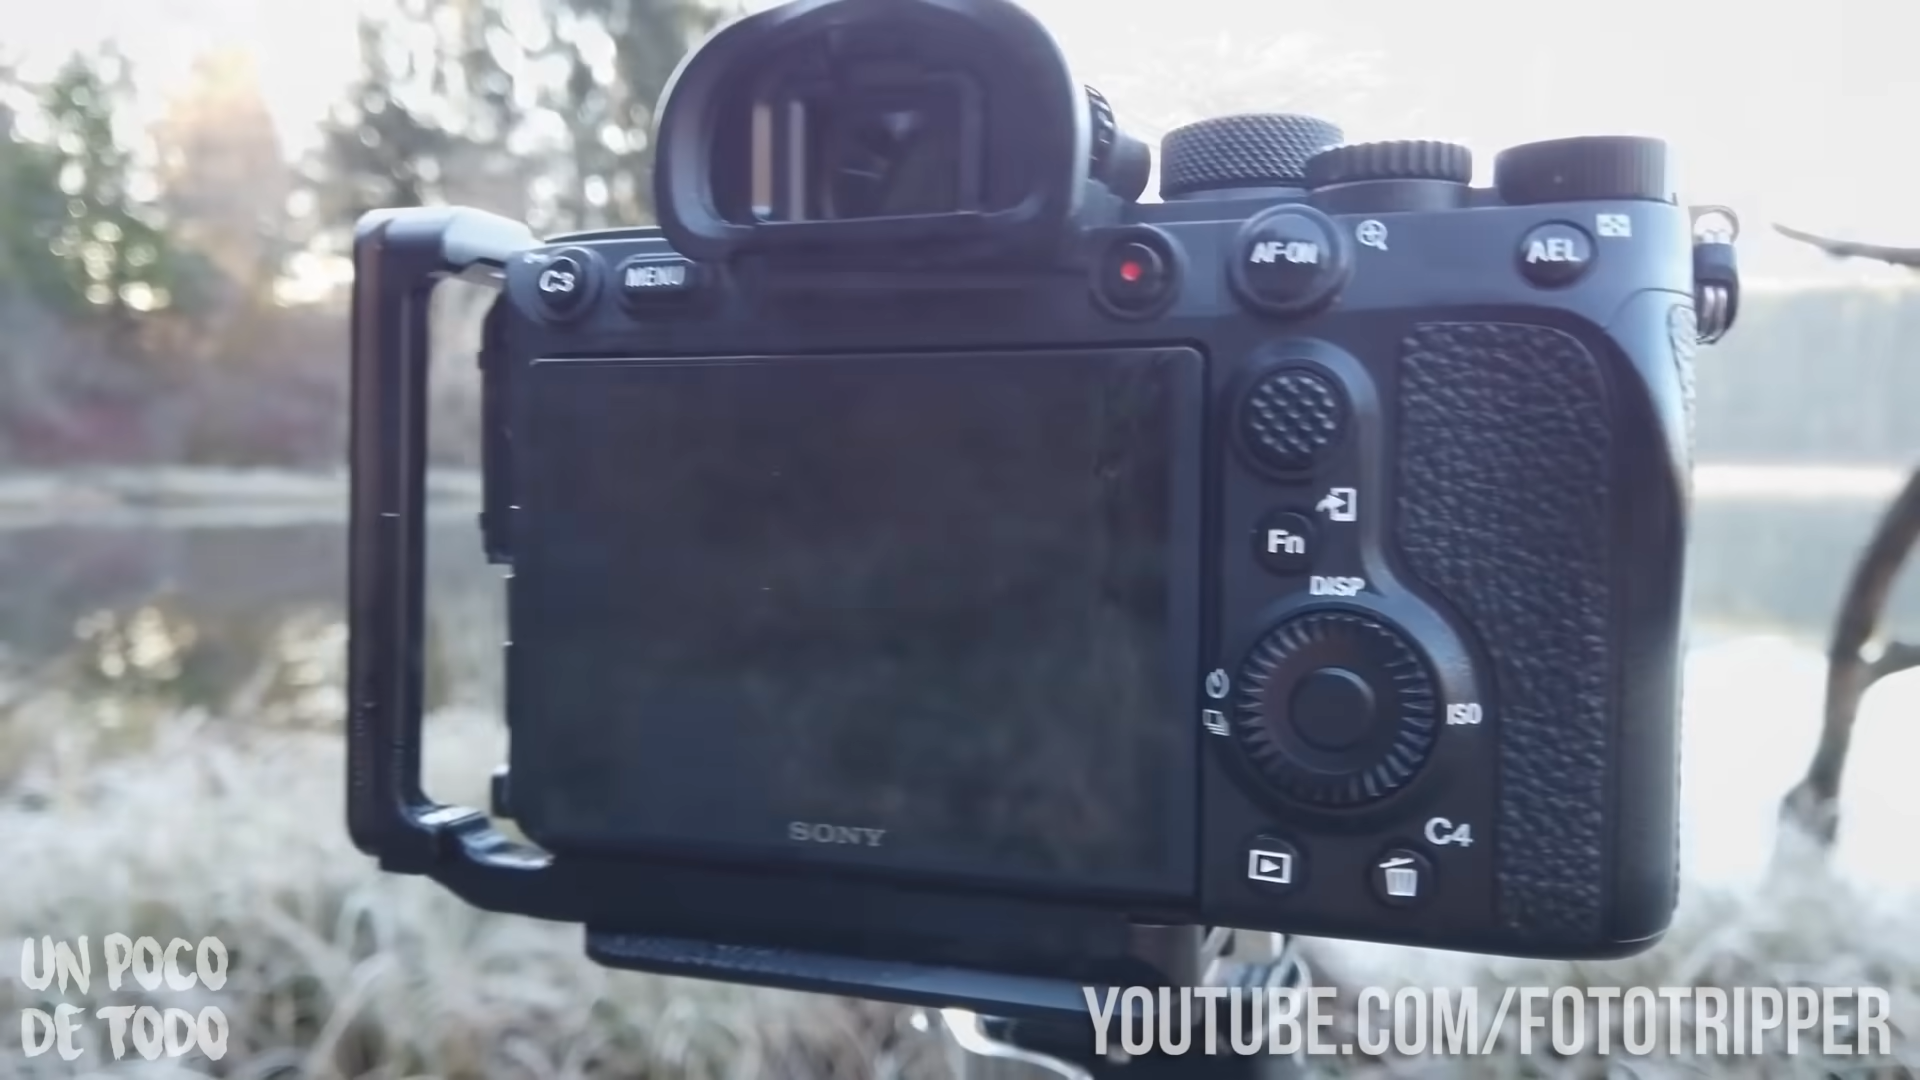 C3
MENU
AF-ON
AEL
Fn
DISP
ISO
C4
SONY
UN POCO
DE TODO
YOUTUBE.COM/FOTOTRIPPER